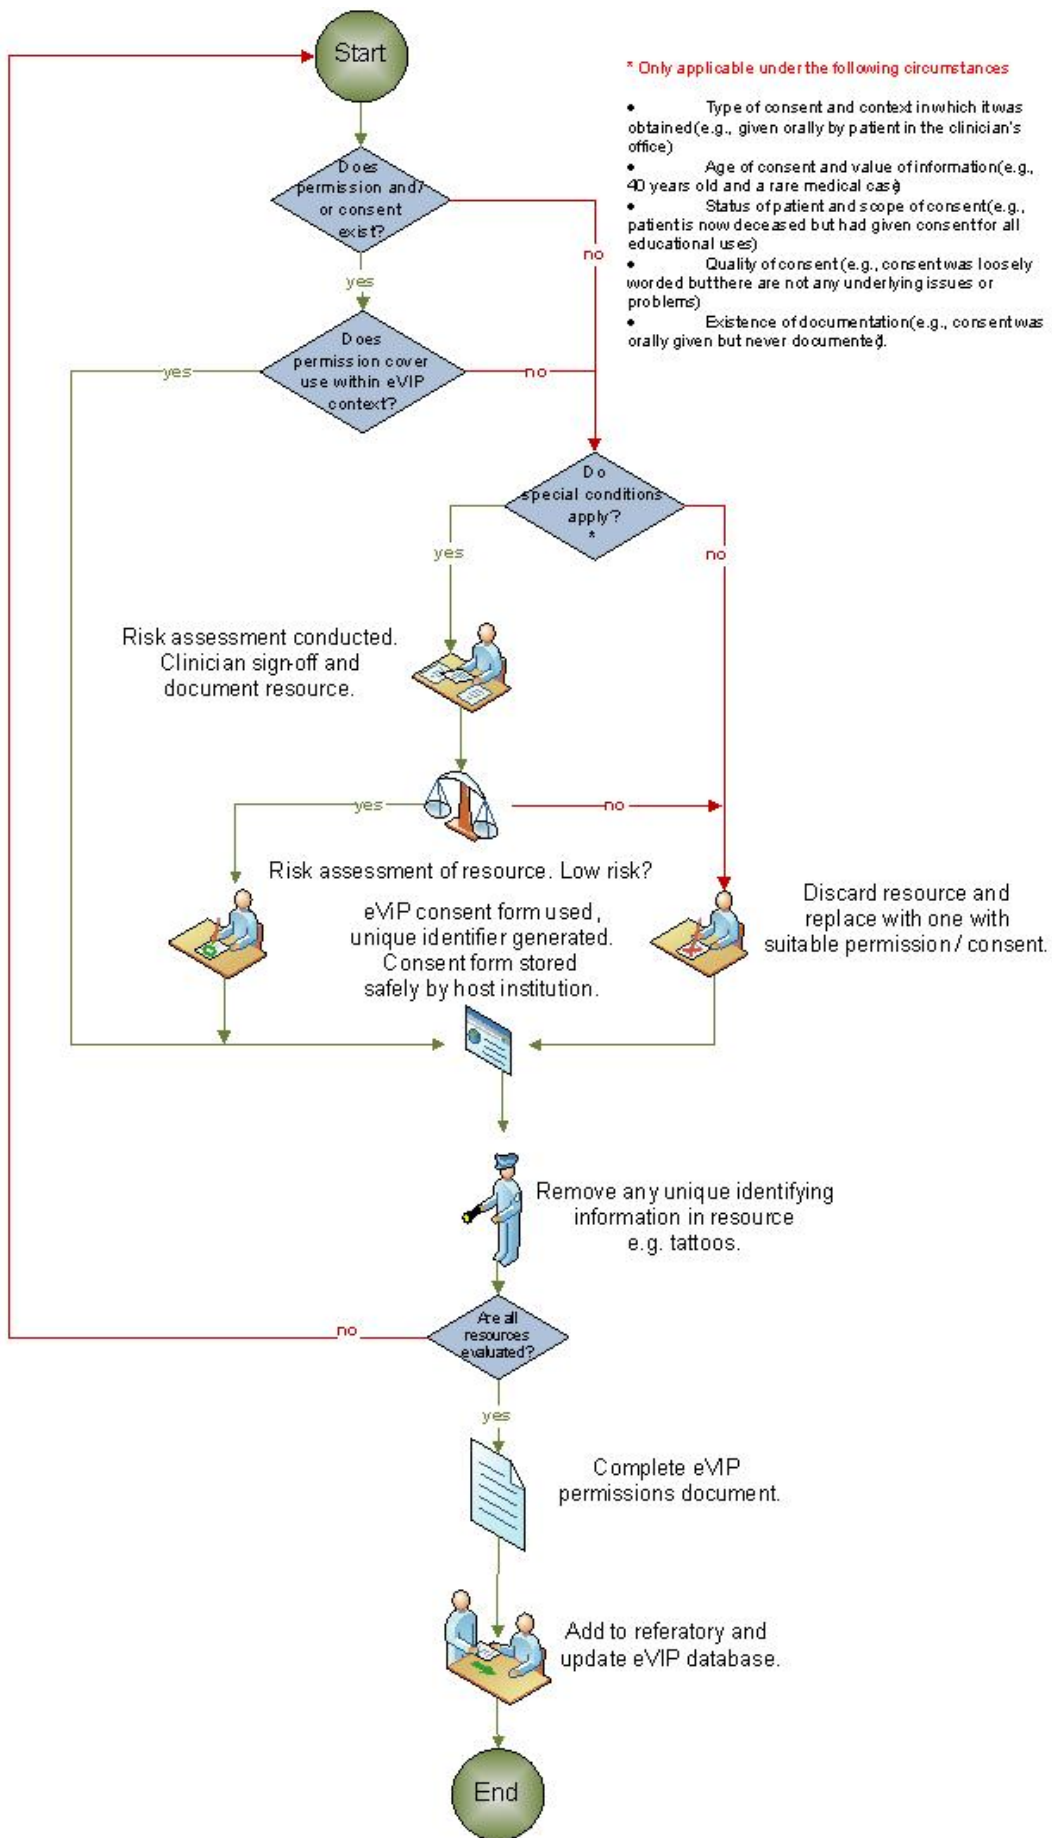 Start
* Only applicable under the following circumstances
• Type of consent and context in which it was
obtained (e.g., given orally by patient in the clinician's
office)
• Age of consent and value of information (e.g.,
40 years old and a rare medical case)
• Status of patient and scope of consent (e.g.,
patient is now deceased but had given consent for all
educational uses)
• Quality of consent (e.g., consent was loosely
worded but there are not any underlying issues or
problems)
• Existence of documentation (e.g., consent was
orally given but never documented).
Does
permission and/
or consent
exist?
no
yes
Does
permission cover
use within eVIP
context?
yes
no
Do
special conditions
apply?
*
yes
no
Risk assessment conducted.
Clinician sign-off and
document resource.
yes
no
Risk assessment of resource. Low risk?
eVIP consent form used,
unique identifier generated.
Consent form stored
safely by host institution.
Discard resource and
replace with one with
suitable permission / consent.
Remove any unique identifying
information in resource
e.g. tattoos.
Are all
resources
evaluated?
no
yes
Complete eVIP
permissions document.
Add to referatory and
update eVIP database.
End